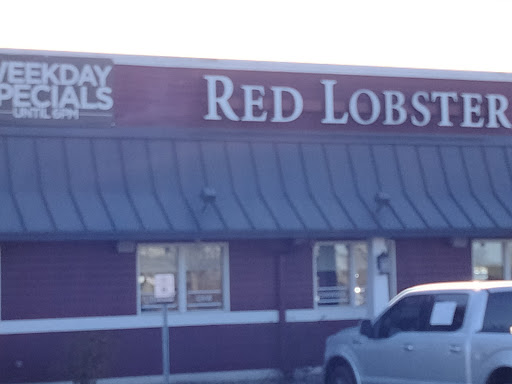 WEEKDAY
SPECIALS
UNTIL 6PM
RED LOBSTER